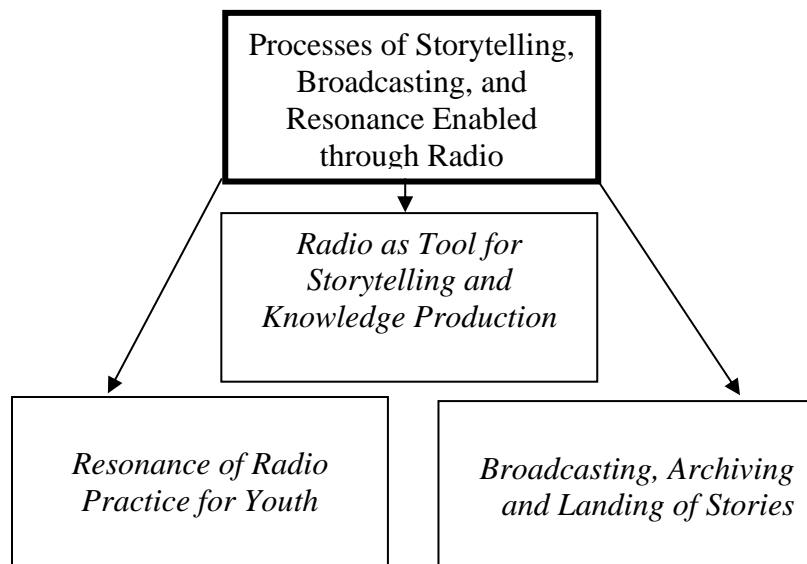 Processes of Storytelling,
Broadcasting, and
Resonance Enabled
through Radio
Radio as Tool for
Storytelling and
Knowledge Production
Resonance of Radio
Practice for Youth
Broadcasting, Archiving
and Landing of Stories